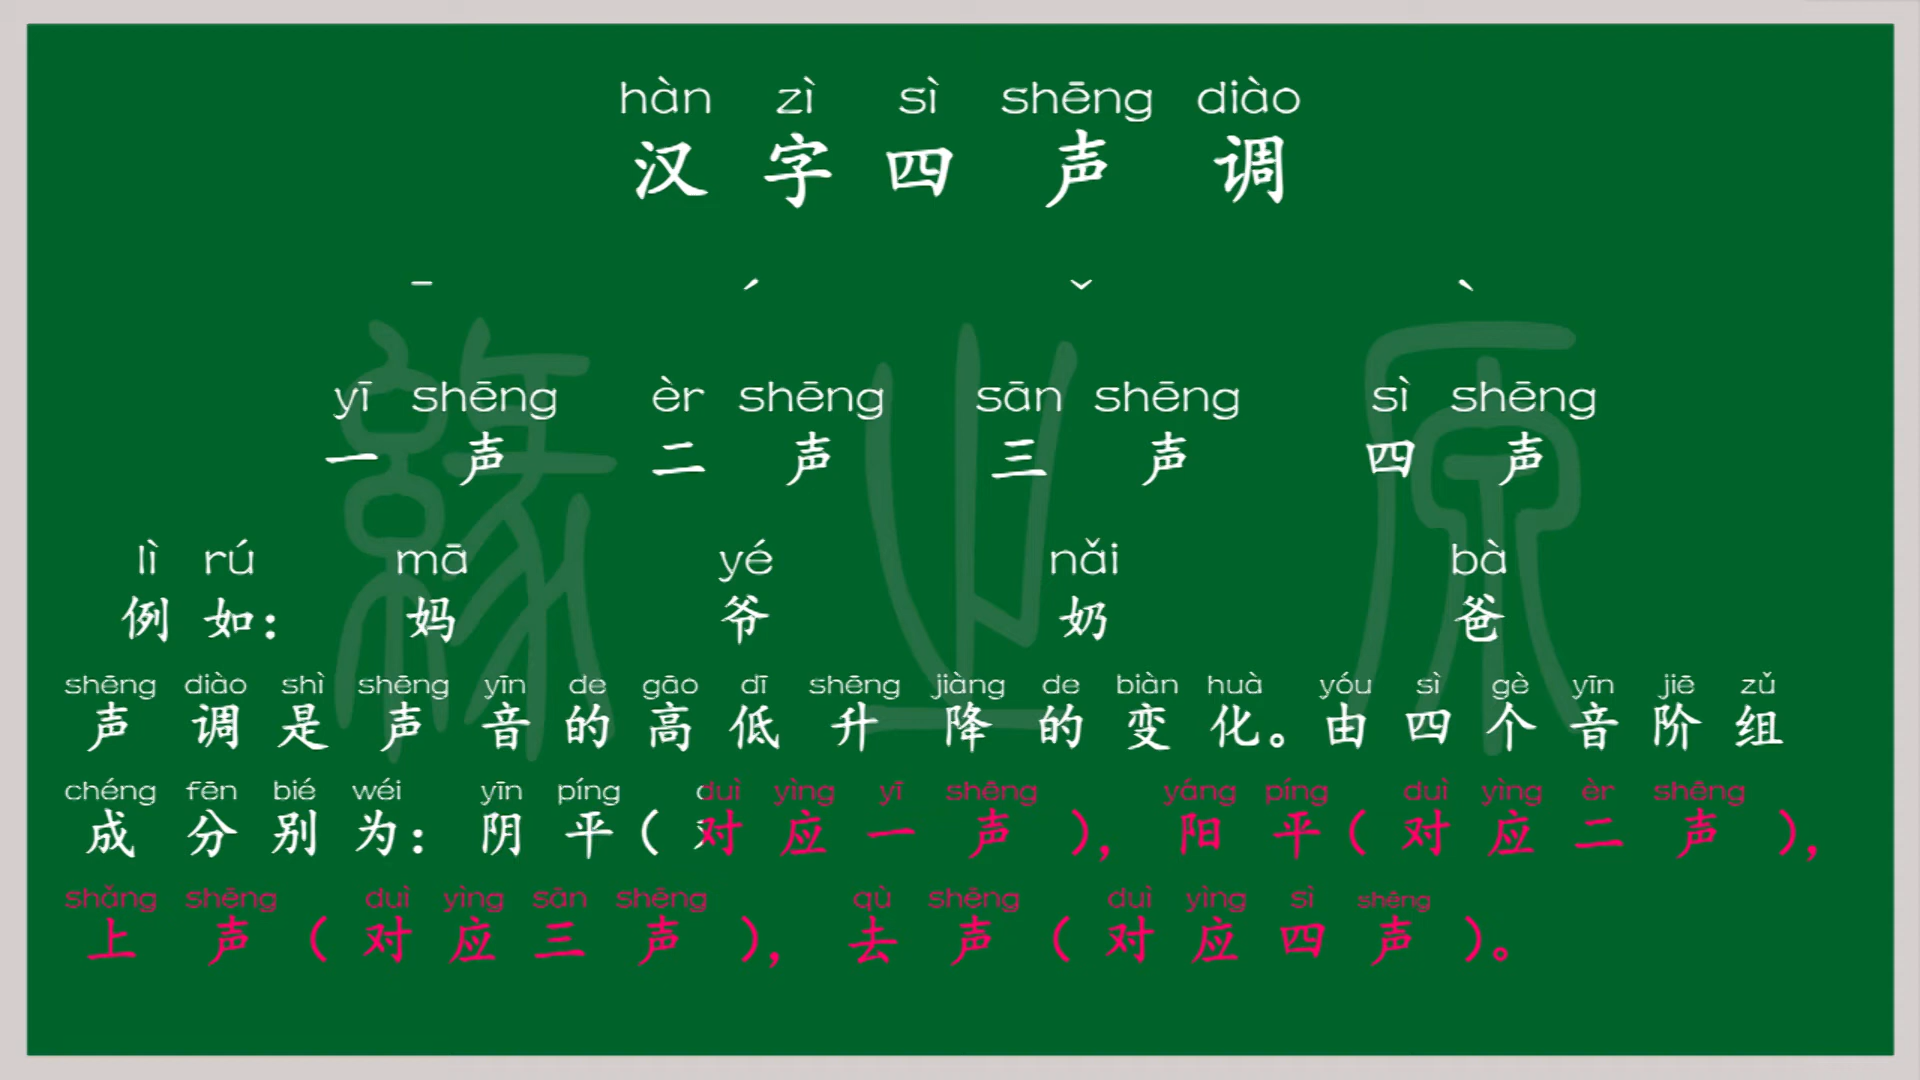 hàn zì sì shēng diào
汉字四声调
ˉ ˊ ˇ ˋ
yī shēng èr shēng sān shēng sì shēng
一声 二声 三声 四声
lì rú mā yé nǎi bà
例如： 妈 爷 奶 爸
shēng diào shì shēng yīn de gāo dī shēng jiàng de biàn huà yóu sì gè yīn jiē zǔ
声调是声音的高低升降的变化。由四个音阶组
chéng fēn bié wéi yīn píng duì yìng yī shēng yáng píng duì yìng èr shēng
成分别为：阴平（对应一声），阳平（对应二声），
shǎng shēng duì yìng sān shēng qù shēng duì yìng sì shēng
上声（对应三声），去声（对应四声）。